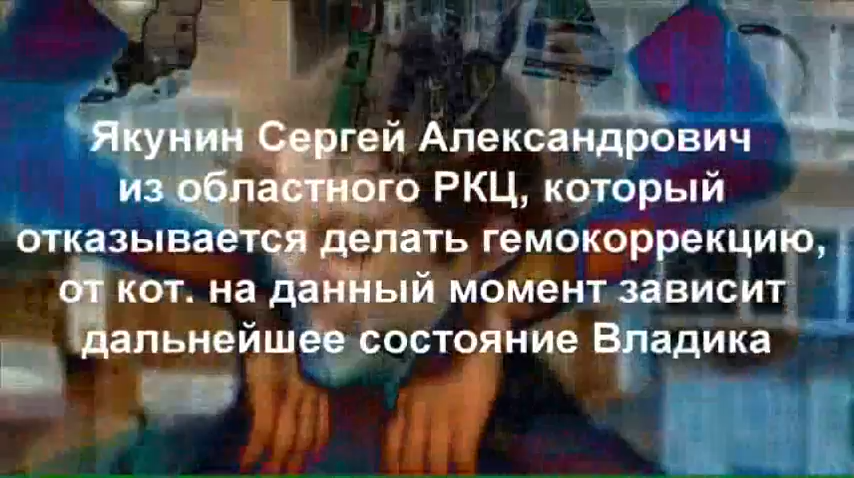 Якунин Сергей Александрович
из областного РКЦ, который
отказывается делать гемокоррекцию,
от кот. на данный момент зависит
дальнейшее состояние Владика